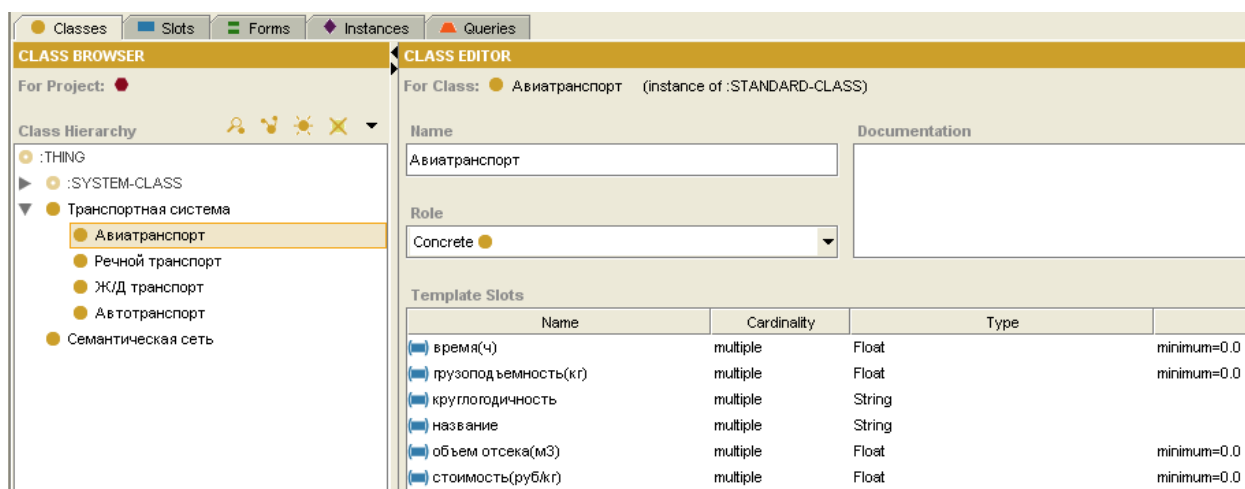 Classes Slots Forms Instances Queries
CLASS BROWSER
For Project:
Class Hierarchy
:THING
:SYSTEM-CLASS
Транспортная система
Авиатранспорт
Речной транспорт
Ж/Д транспорт
Автотранспорт
Семантическая сеть
CLASS EDITOR
For Class: Авиатранспорт (instance of :STANDARD-CLASS)
Name
Авиатранспорт
Documentation
Role
Concrete
Template Slots
Name Cardinality Type
время(ч) multiple Float minimum=0.0
грузоподъемность(кг) multiple Float minimum=0.0
круглогодичность multiple String
название multiple String
объем отсека(м3) multiple Float minimum=0.0
стоимость(руб/кг) multiple Float minimum=0.0